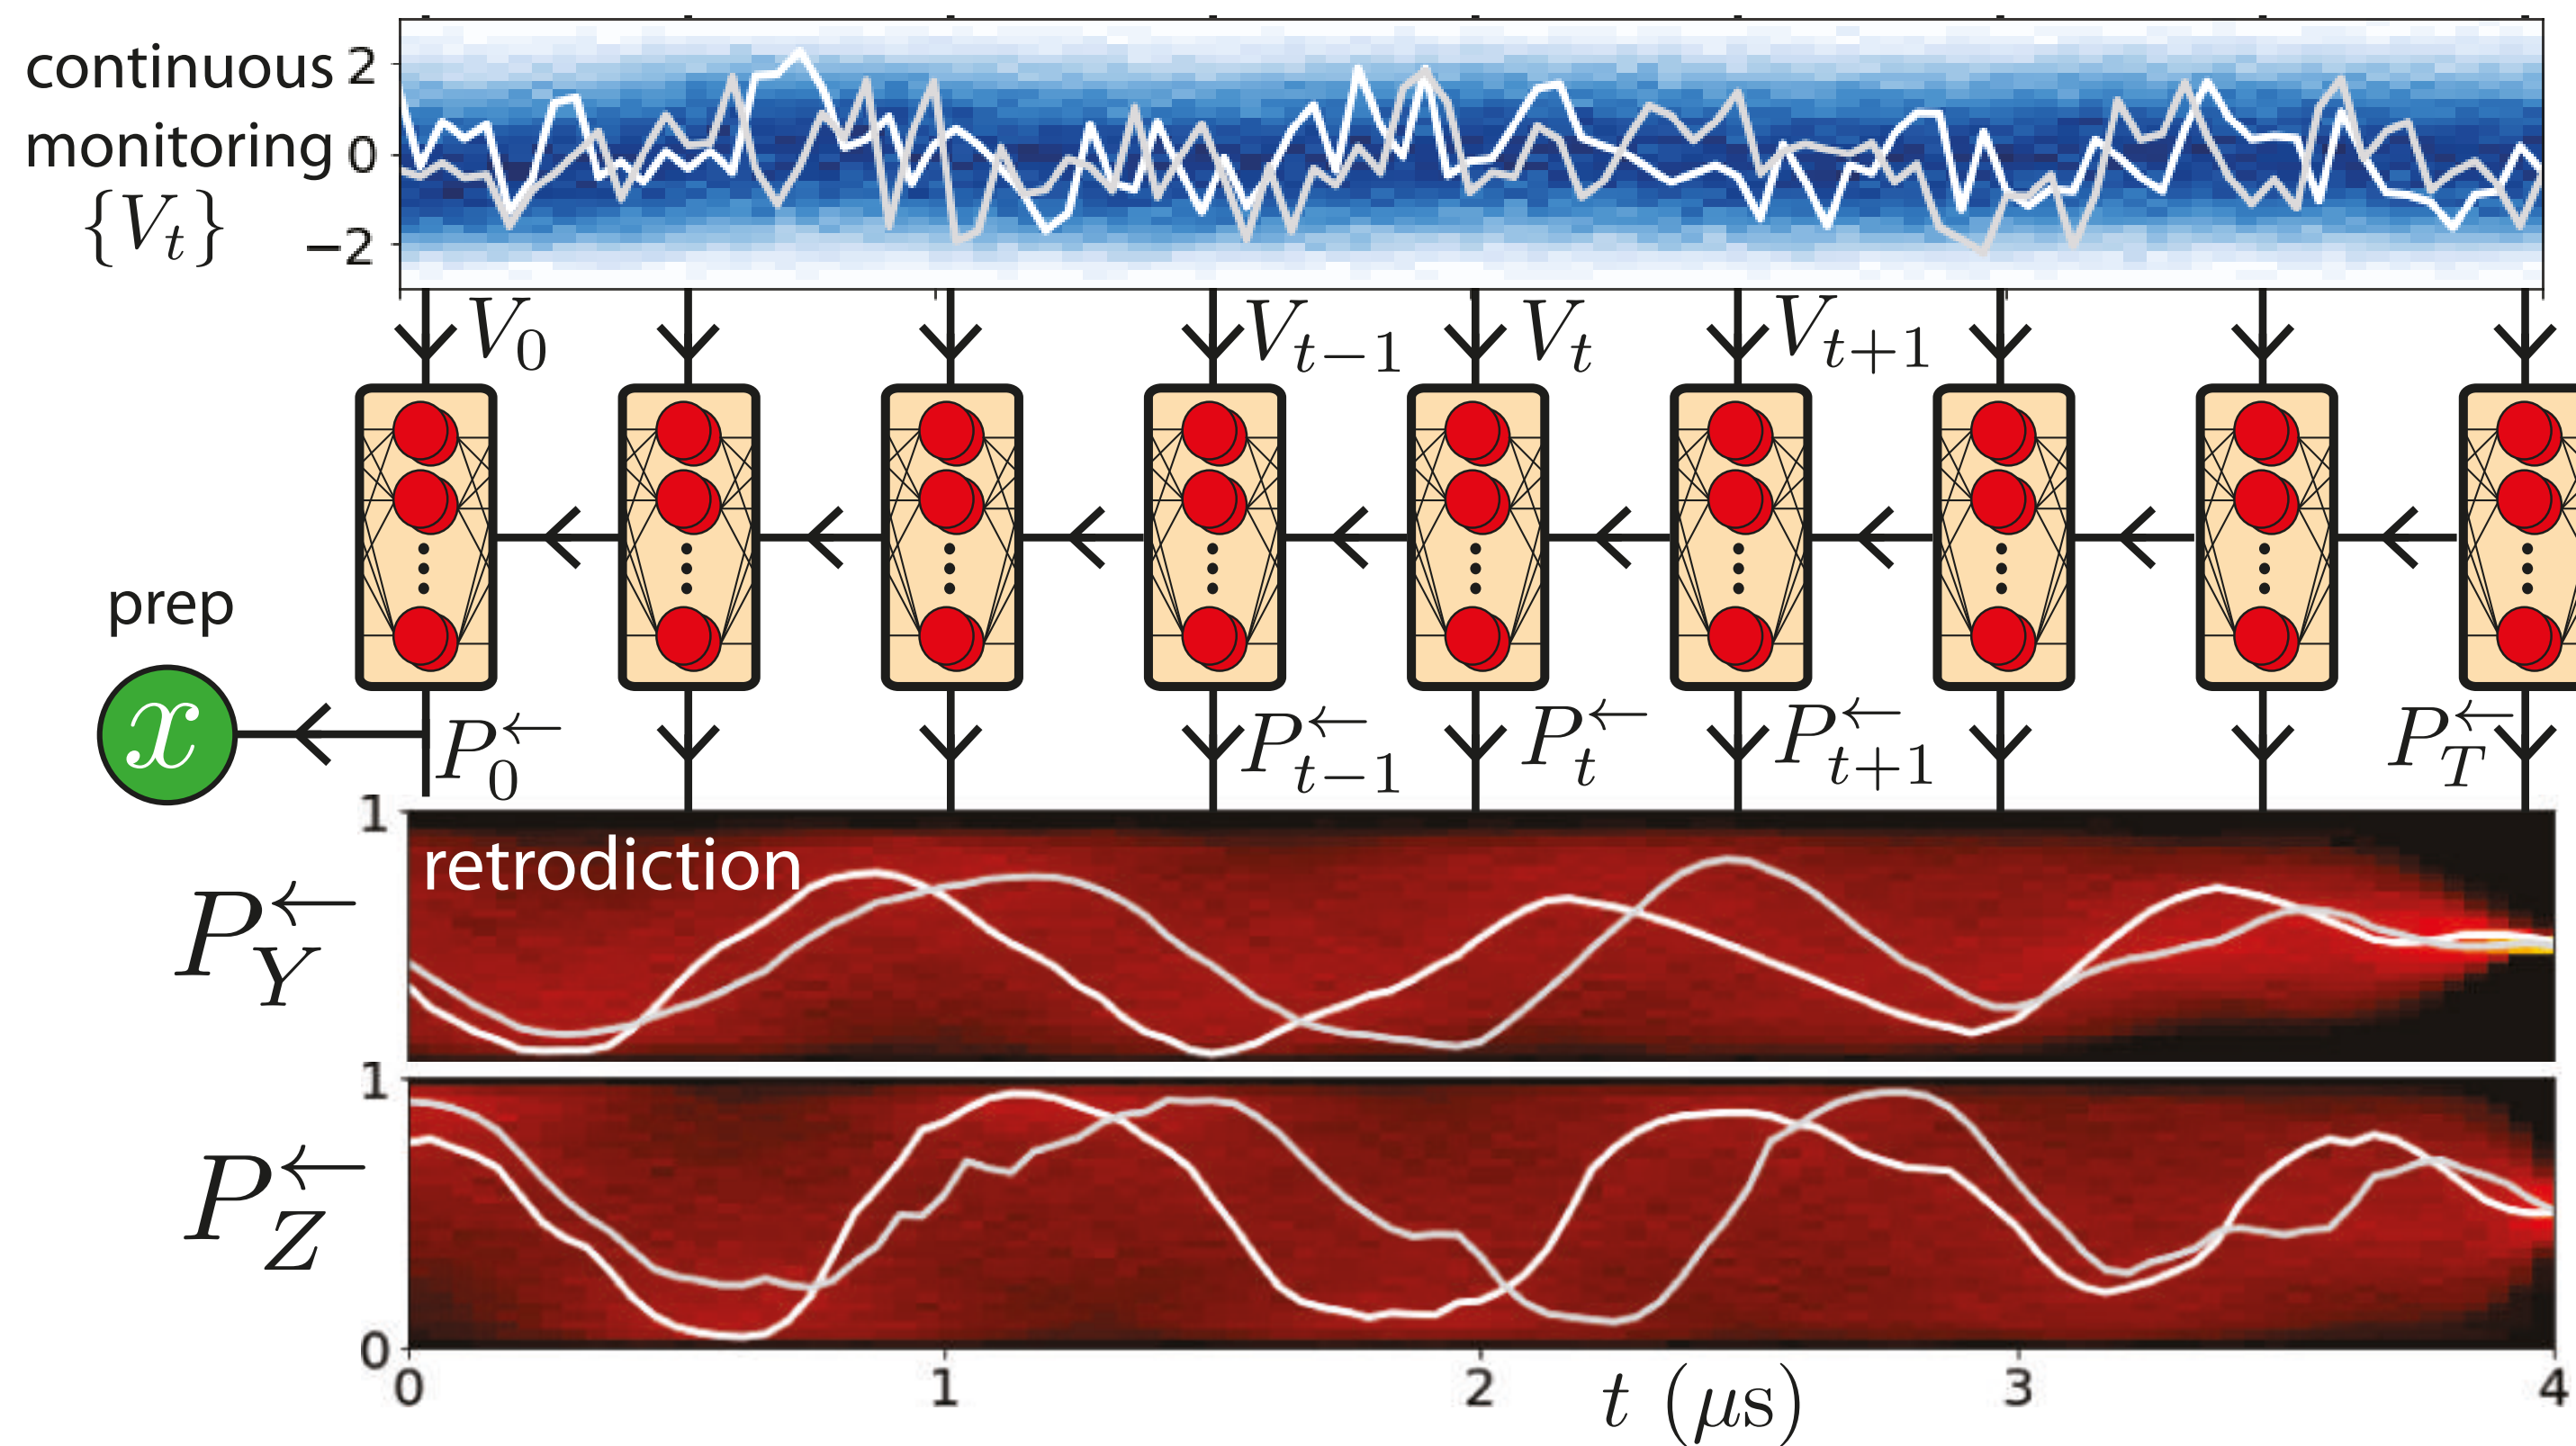 continuous 2
monitoring 0
{V_t} −2
V_0 V_{t−1} V_t V_{t+1}
prep
x
P_0^← P_{t−1}^← P_t^← P_{t+1}^← P_T^←
1
retrodiction
P_Y^←
1
P_Z^←
0
0 1 2 t (μs) 3 4